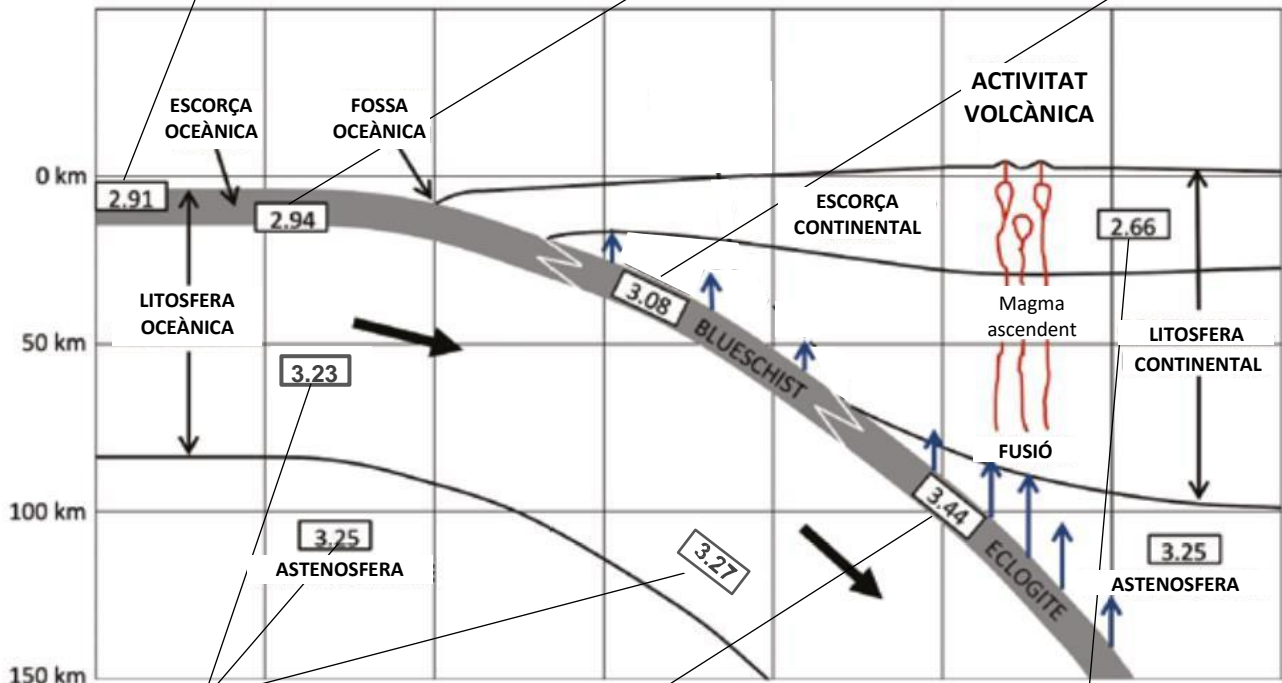 ACTIVITAT
VOLCÀNICA
ESCORÇA
OCEÀNICA
FOSSA
OCEÀNICA
0 km
2.91
2.94
ESCORÇA
CONTINENTAL
2.66
3.08
LITOSFERA
OCEÀNICA
Magma
ascendent
BLUESCHIST
50 km
LITOSFERA
CONTINENTAL
3.23
FUSIÓ
100 km
3.44
3.25
ASTENOSFERA
3.27
ECLOGITE
3.25
ASTENOSFERA
150 km